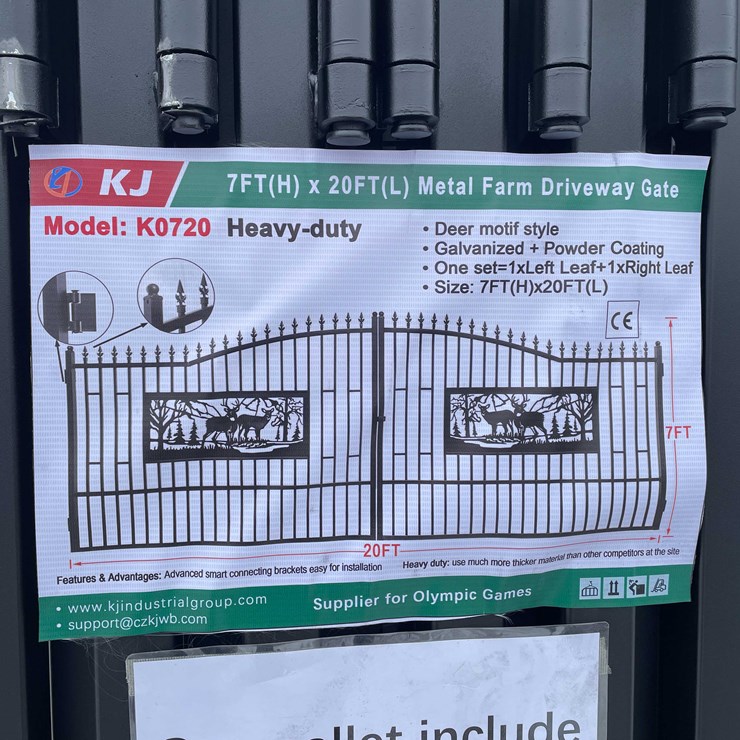 KJ
7FT(H) x 20FT(L) Metal Farm Driveway Gate
Model: K0720 Heavy-duty
• Deer motif style
• Galvanized + Powder Coating
• One set=1xLeft Leaf+1xRight Leaf
• Size: 7FT(H)x20FT(L)
CE
7FT
20FT
Features & Advantages: Advanced smart connecting brackets easy for installation
Heavy duty: use much more thicker material than other competitors at the site
• www.kjindustrialgroup.com
• support@czkjwb.com
Supplier for Olympic Games
include